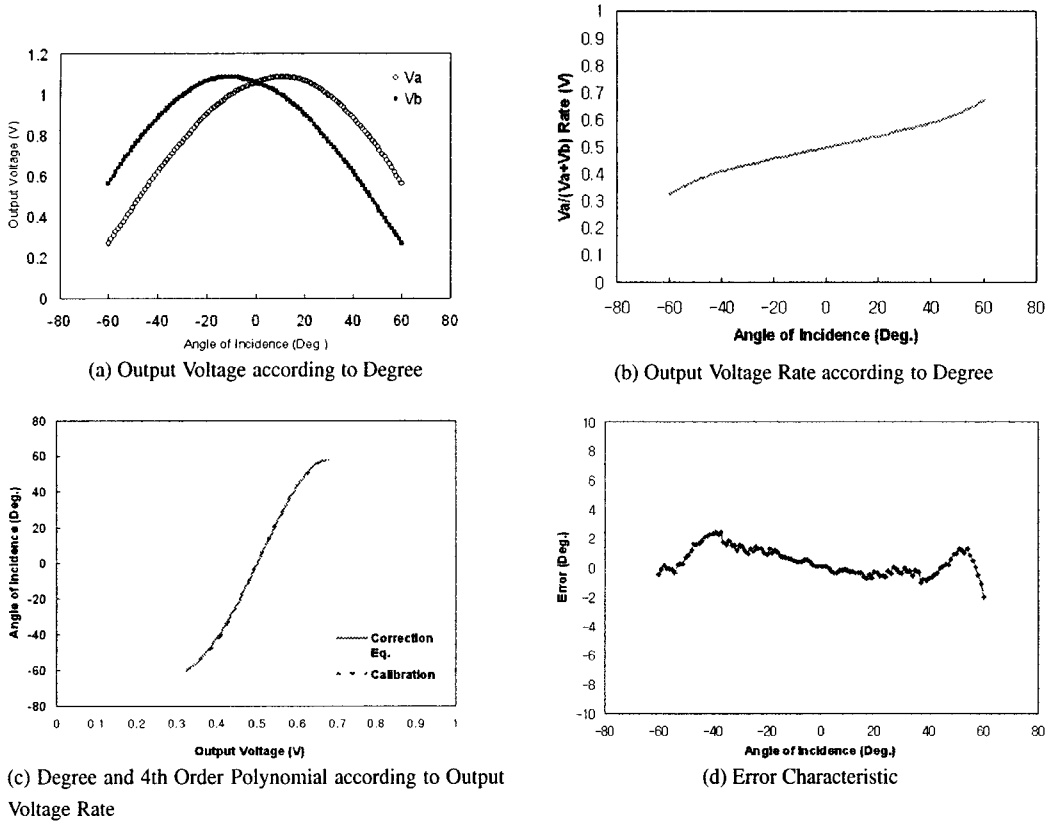 1.2
1
0.8
0.6
0.4
0.2
0
Output Voltage (V)
Va
Vb
-80 -60 -40 -20 0 20 40 60 80
Angle of Incidence (Deg.)
(a) Output Voltage according to Degree
1
0.9
0.8
0.7
0.6
0.5
0.4
0.3
0.2
0.1
0
Va/(Va+Vb) Rate (V)
-80 -60 -40 -20 0 20 40 60 80
Angle of Incidence (Deg.)
(b) Output Voltage Rate according to Degree
80
60
40
20
0
-20
-40
-60
-80
Angle of Incidence (Deg.)
Correction
Eq.
Calibration
0 0.1 0.2 0.3 0.4 0.5 0.6 0.7 0.8 0.9 1
Output Voltage (V)
(c) Degree and 4th Order Polynomial according to Output
Voltage Rate
10
8
6
4
2
0
-2
-4
-6
-8
-10
Error (Deg.)
-80 -60 -40 -20 0 20 40 60 80
Angle of Incidence (Deg.)
(d) Error Characteristic